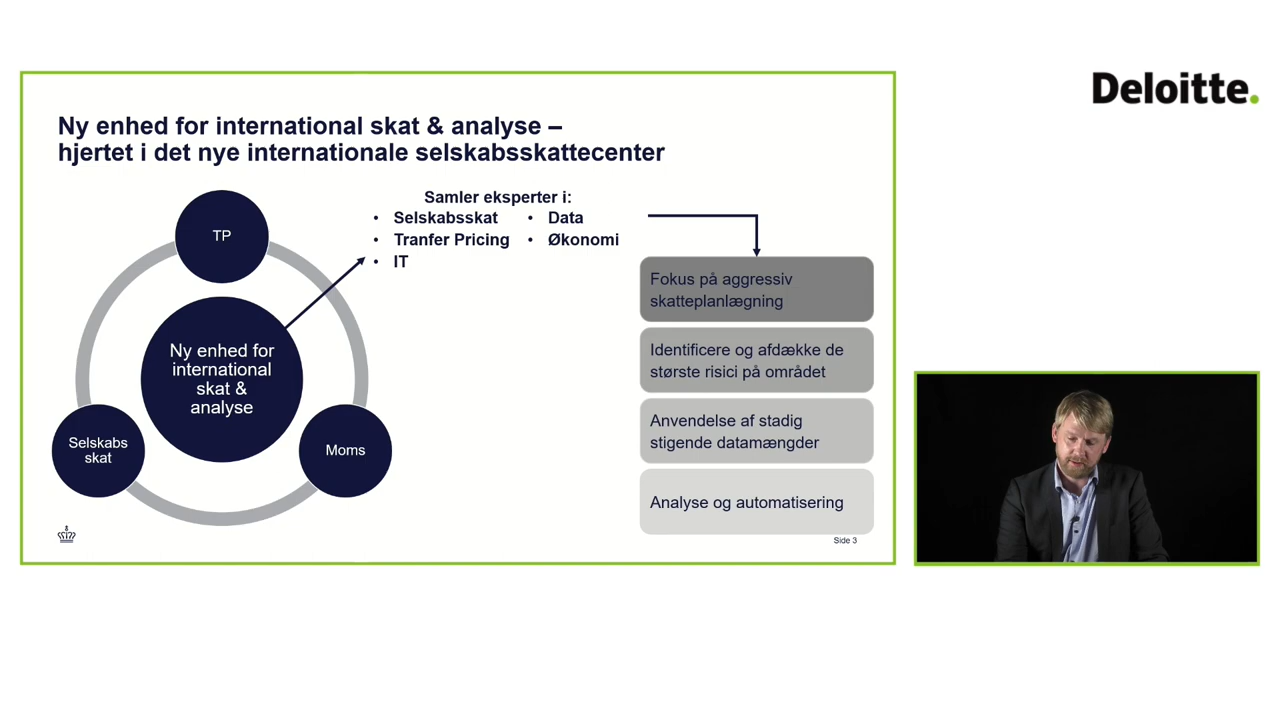 Deloitte.
Ny enhed for international skat & analyse –
hjertet i det nye internationale selskabsskattecenter
Samler eksperter i:
• Selskabsskat
• Tranfer Pricing
• IT
• Data
• Økonomi
TP
Ny enhed for
international
skat &
analyse
Selskabs
skat
Moms
Fokus på aggressiv
skatteplanlægning
Identificere og afdække de
største risici på området
Anvendelse af stadig
stigende datamængder
Analyse og automatisering
Side 3